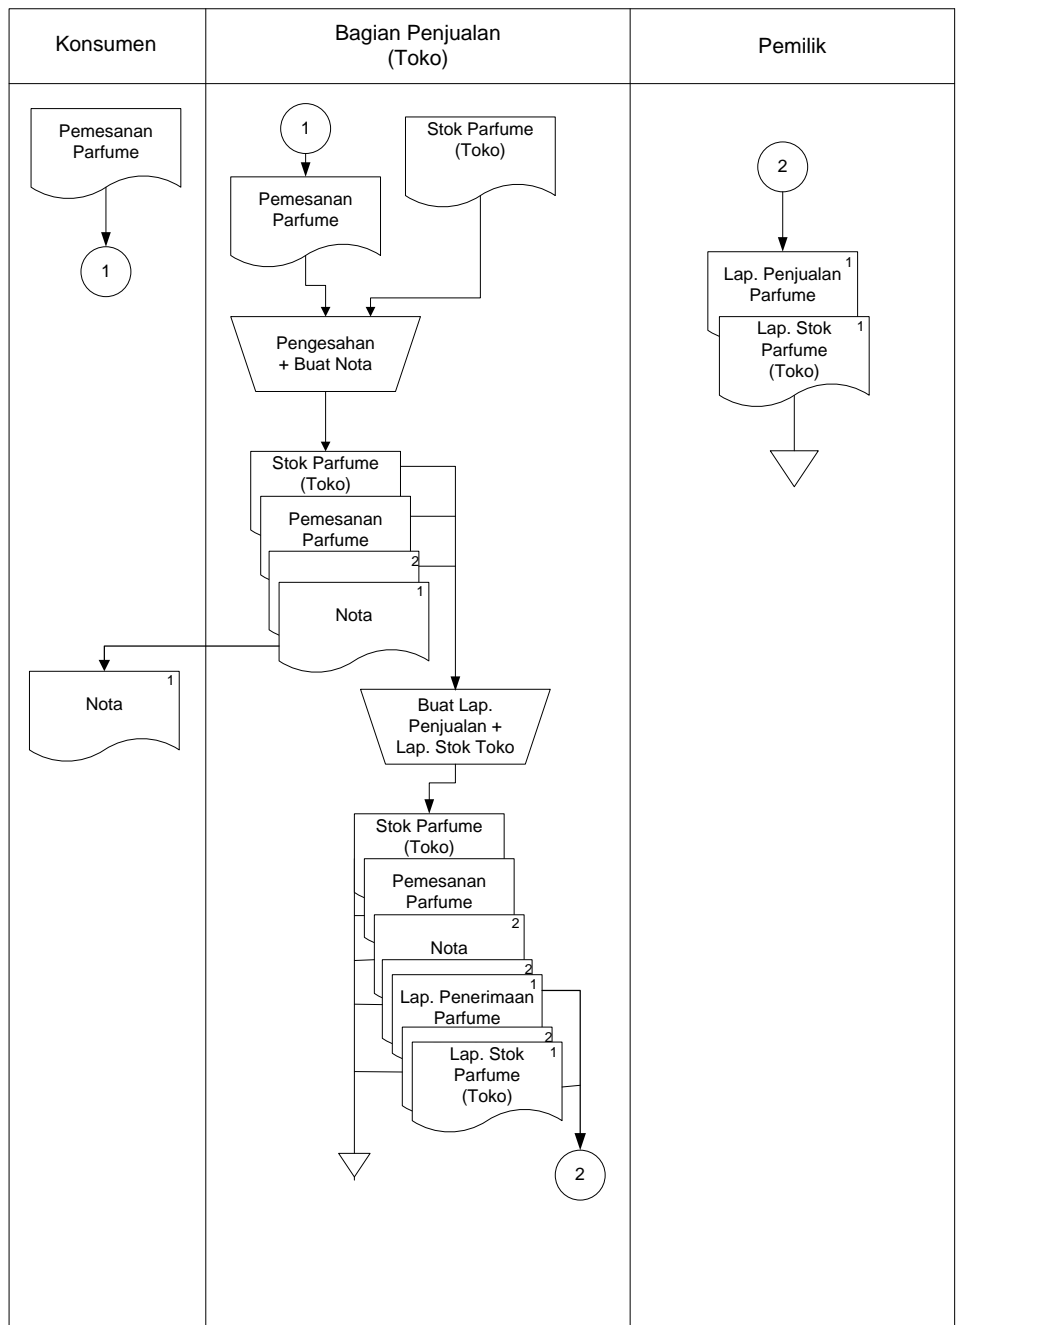 Konsumen
Bagian Penjualan
(Toko)
Pemilik
Pemesanan
Parfume
1
1
Pemesanan
Parfume
Stok Parfume
(Toko)
Pengesahan
+ Buat Nota
Stok Parfume
(Toko)
Pemesanan
Parfume
2
1
Nota
1
Nota
Buat Lap.
Penjualan +
Lap. Stok Toko
Stok Parfume
(Toko)
Pemesanan
Parfume
2
Nota
2
1
Lap. Penerimaan
Parfume
2
1
Lap. Stok
Parfume
(Toko)
2
2
1
Lap. Penjualan
Parfume
1
Lap. Stok
Parfume
(Toko)